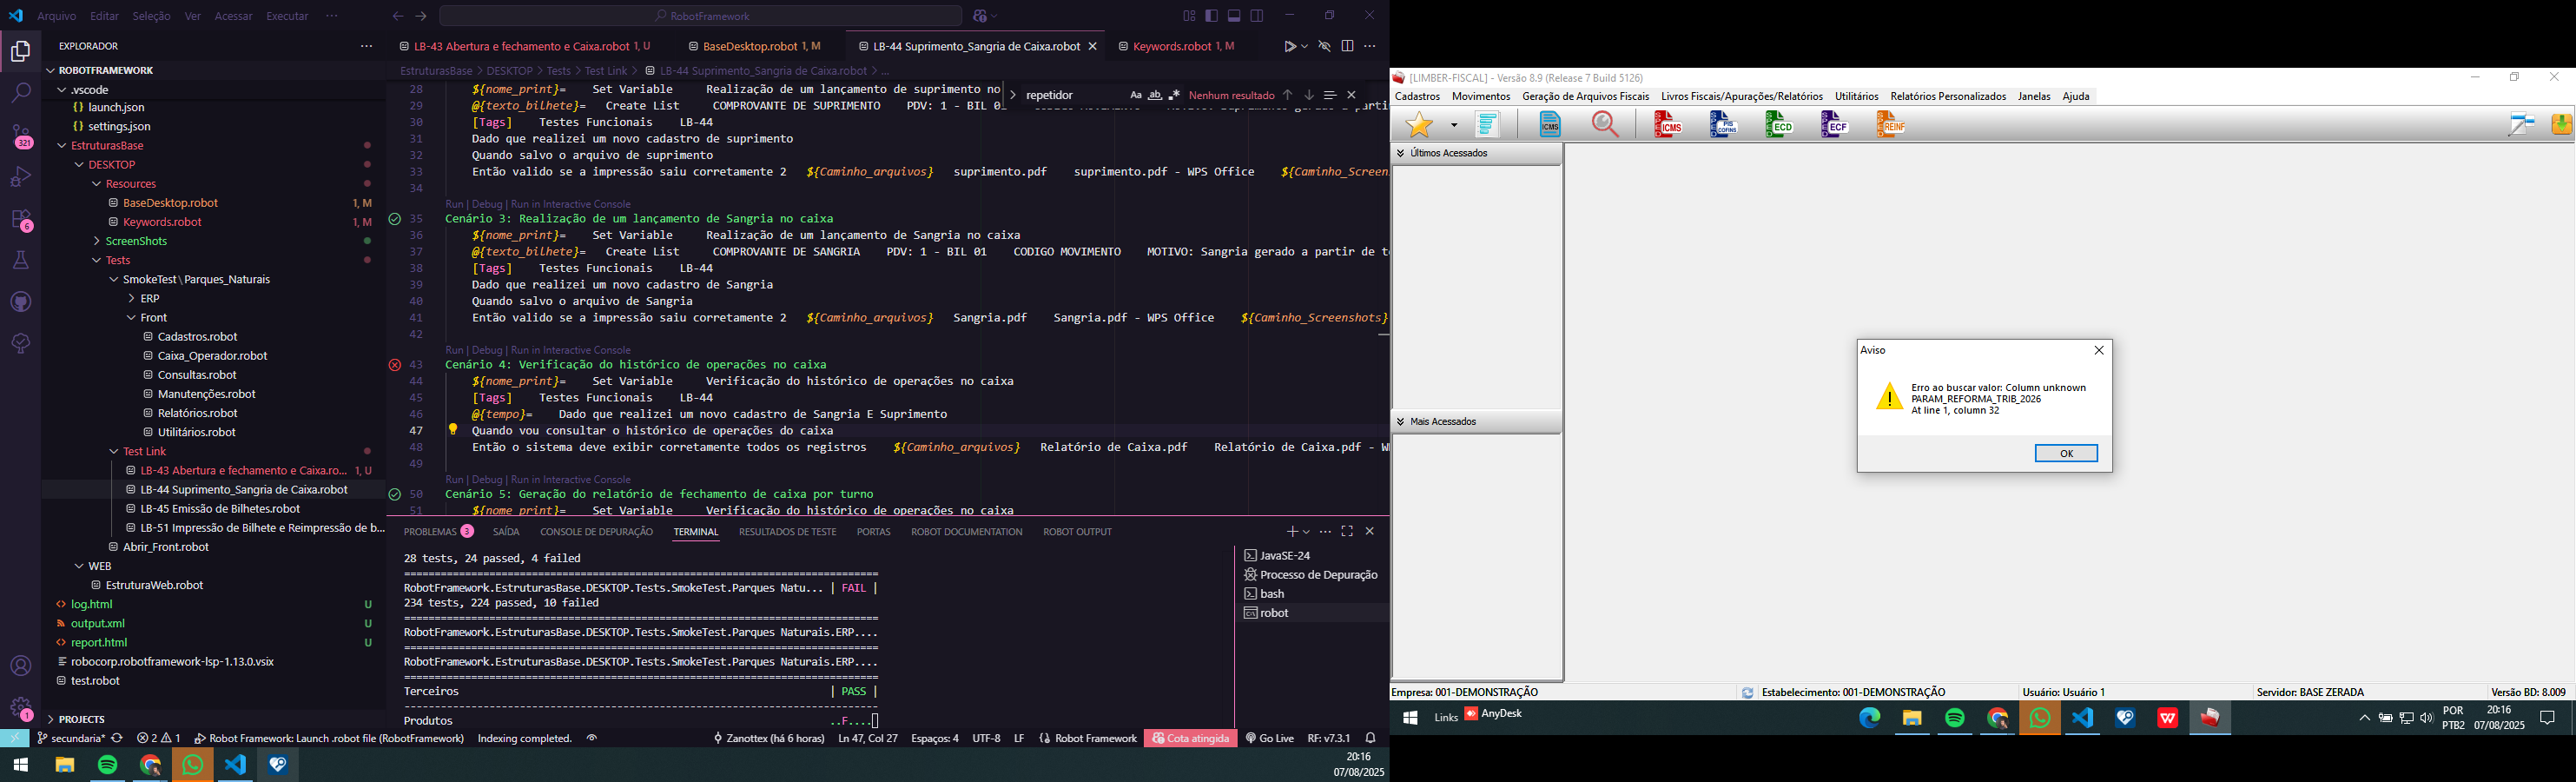 Arquivo Editar Seleção Ver Acessar Executar ···
RobotFramework
EXPLORADOR
ROBOTFRAMEWORK
.vscode
launch.json
settings.json
EstruturasBase
DESKTOP
Resources
BaseDesktop.robot 1, M
Keywords.robot 1, M
ScreenShots
Tests
SmokeTest\Parques_Naturais
ERP
Front
Cadastros.robot
Caixa_Operador.robot
Consultas.robot
Manutenções.robot
Relatórios.robot
Utilitários.robot
Test Link
LB-43 Abertura e fechamento e Caixa.ro... 1, U
LB-44 Suprimento_Sangria de Caixa.robot
LB-45 Emissão de Bilhetes.robot
LB-51 Impressão de Bilhete e Reimpressão de b...
Abrir_Front.robot
WEB
EstruturaWeb.robot
log.html U
output.xml U
report.html U
robocorp.robotframework-lsp-1.13.0.vsix
test.robot
PROJECTS
321
6
1
LB-43 Abertura e fechamento e Caixa.robot 1, U
BaseDesktop.robot 1, M
LB-44 Suprimento_Sangria de Caixa.robot
Keywords.robot 1, M
EstruturasBase > DESKTOP > Tests > Test Link > LB-44 Suprimento_Sangria de Caixa.robot > ...
repetidor Aa ab .* Nenhum resultado
28 ${nome_print}= Set Variable Realização de um lançamento de suprimento no
29 @{texto_bilhete}= Create List COMPROVANTE DE SUPRIMENTO PDV: 1 - BIL 01
30 [Tags] Testes Funcionais LB-44
31 Dado que realizei um novo cadastro de suprimento
32 Quando salvo o arquivo de suprimento
33 Então valido se a impressão saiu corretamente 2 ${Caminho_arquivos} suprimento.pdf suprimento.pdf - WPS Office ${Caminho_Screens
34
Run | Debug | Run in Interactive Console
35 Cenário 3: Realização de um lançamento de Sangria no caixa
36 ${nome_print}= Set Variable Realização de um lançamento de Sangria no caixa
37 @{texto_bilhete}= Create List COMPROVANTE DE SANGRIA PDV: 1 - BIL 01 CODIGO MOVIMENTO MOTIVO: Sangria gerado a partir de te
38 [Tags] Testes Funcionais LB-44
39 Dado que realizei um novo cadastro de Sangria
40 Quando salvo o arquivo de Sangria
41 Então valido se a impressão saiu corretamente 2 ${Caminho_arquivos} Sangria.pdf Sangria.pdf - WPS Office ${Caminho_Screenshots}
42
Run | Debug | Run in Interactive Console
43 Cenário 4: Verificação do histórico de operações no caixa
44 ${nome_print}= Set Variable Verificação do histórico de operações no caixa
45 [Tags] Testes Funcionais LB-44
46 @{tempo}= Dado que realizei um novo cadastro de Sangria E Suprimento
47 Quando vou consultar o histórico de operações do caixa
48 Então o sistema deve exibir corretamente todos os registros ${Caminho_arquivos} Relatório de Caixa.pdf Relatório de Caixa.pdf - W
49
Run | Debug | Run in Interactive Console
50 Cenário 5: Geração do relatório de fechamento de caixa por turno
51 ${nome_print}= Set Variable Verificação do histórico de operações no caixa
PROBLEMAS 3 SAÍDA CONSOLE DE DEPURAÇÃO TERMINAL RESULTADOS DE TESTE PORTAS ROBOT DOCUMENTATION ROBOT OUTPUT
28 tests, 24 passed, 4 failed
==============================================================================
RobotFramework.EstruturasBase.DESKTOP.Tests.SmokeTest.Parques Natu... | FAIL |
234 tests, 224 passed, 10 failed
==============================================================================
RobotFramework.EstruturasBase.DESKTOP.Tests.SmokeTest.Parques Naturais.ERP....
==============================================================================
RobotFramework.EstruturasBase.DESKTOP.Tests.SmokeTest.Parques Naturais.ERP....
==============================================================================
Terceiros | PASS |
------------------------------------------------------------------------------
Produtos ..F....
JavaSE-24
Processo de Depuração
bash
robot
secundaria* 2 1 Robot Framework: Launch .robot file (RobotFramework) Indexing completed. Zanottex (há 6 horas) Ln 47, Col 27 Espaços: 4 UTF-8 LF Robot Framework Cota atingida Go Live RF: v7.3.1
20:16
07/08/2025
[LIMBER-FISCAL] - Versão 8.9 (Release 7 Build 5126)
Cadastros Movimentos Geração de Arquivos Fiscais Livros Fiscais/Apurações/Relatórios Utilitários Relatórios Personalizados Janelas Ajuda
ICMS ICMS PIS COFINS ECD ECF REINF
Últimos Acessados
Mais Acessados
Aviso
Erro ao buscar valor: Column unknown
PARAM_REFORMA_TRIB_2026
At line 1, column 32
OK
Empresa: 001-DEMONSTRAÇÃO Estabelecimento: 001-DEMONSTRAÇÃO Usuário: Usuário 1 Servidor: BASE ZERADA Versão BD: 8.009
Links AnyDesk
POR
PTB2
20:16
07/08/2025